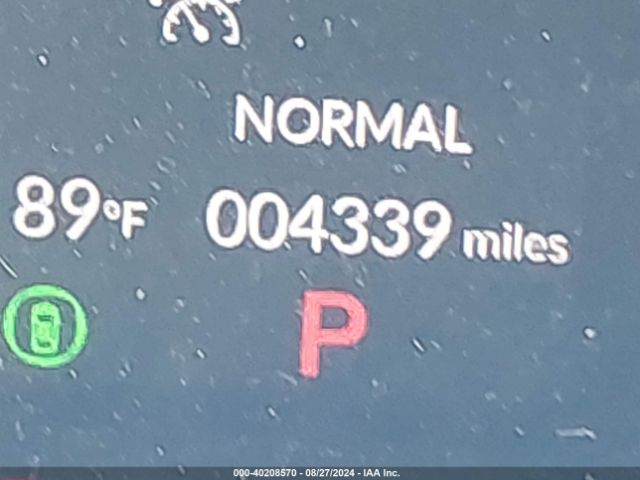 NORMAL
89°F 004339 miles
P
000-40208570 - 08/27/2024 - IAA Inc.